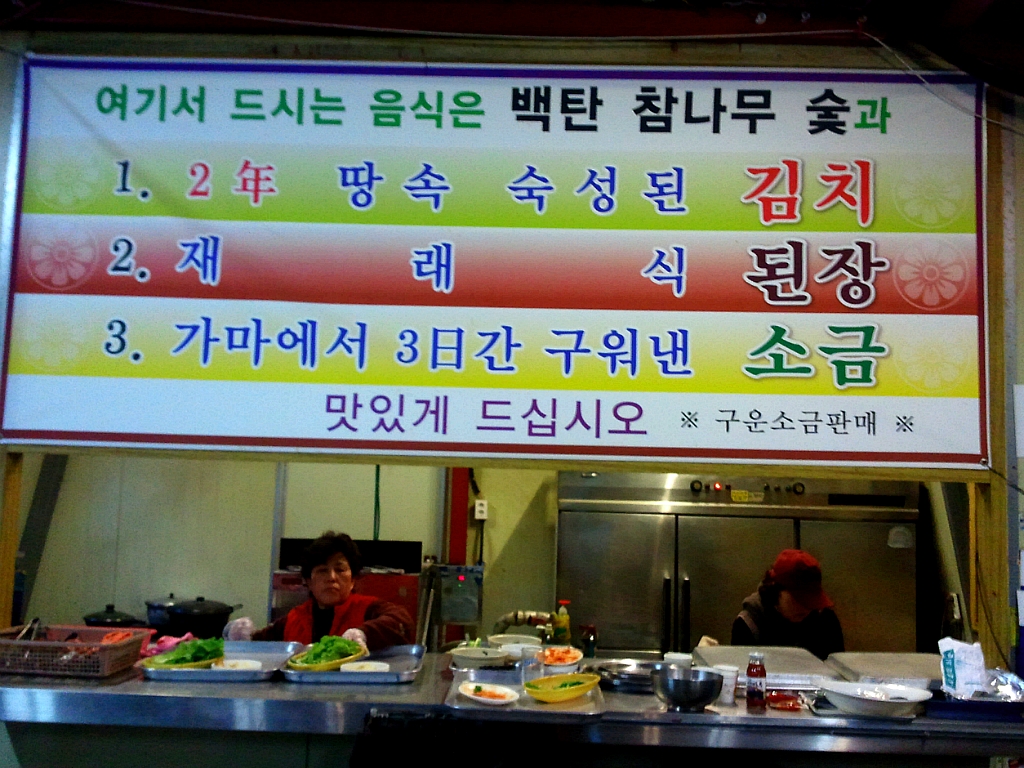 여기서 드시는 음식은 백탄 참나무 숯과
1. 2年 땅속 숙성된 김치
2. 재래식 된장
3. 가마에서 3日간 구워낸 소금
맛있게 드십시오 ※ 구운소금판매 ※